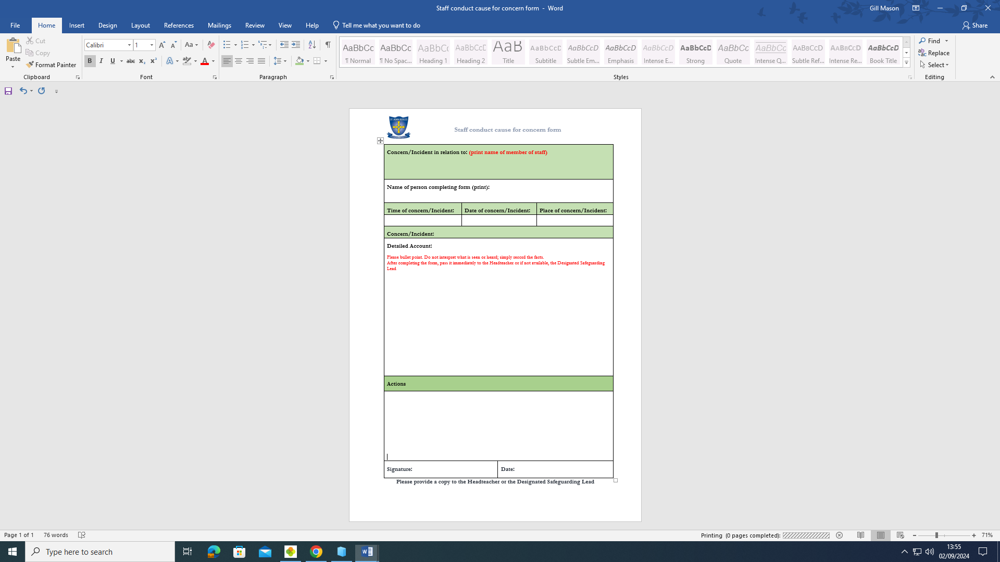 Staff conduct cause for concern form - Word
Gill Mason
File Home Insert Design Layout References Mailings Review View Help Tell me what you want to do Share
Paste
Cut
Copy
Format Painter
Clipboard
Calibri 1
Font
Paragraph
AaBbCc AaBbCc AaBbC AaBbCcD AaB AaBbCcD AaBbCcD AaBbCcD AaBbCcD AaBbCcD AaBbCc AaBbCc AaBbCcD AaBbCcD AaBbCcD
¶ Normal ¶ No Spac... Heading 1 Heading 2 Title Subtitle Subtle Em... Emphasis Intense E... Strong Quote Intense Q... Subtle Ref... Intense Re... Book Title
Styles
Find
Replace
Select
Editing
ST JOHN BOSCO
Staff conduct cause for concern form
Concern/Incident in relation to: (print name of member of staff)
Name of person completing form (print):
Time of concern/Incident: Date of concern/Incident: Place of concern/Incident:
Concern/Incident:
Detailed Account:
Please bullet point. Do not interpret what is seen or heard; simply record the facts.
After completing the form, pass it immediately to the Headteacher or if not available, the Designated Safeguarding
Lead
Actions
Signature: Date:
Please provide a copy to the Headteacher or the Designated Safeguarding Lead
Page 1 of 1 76 words
Printing (0 pages completed):
71%
Type here to search
13:55
02/09/2024